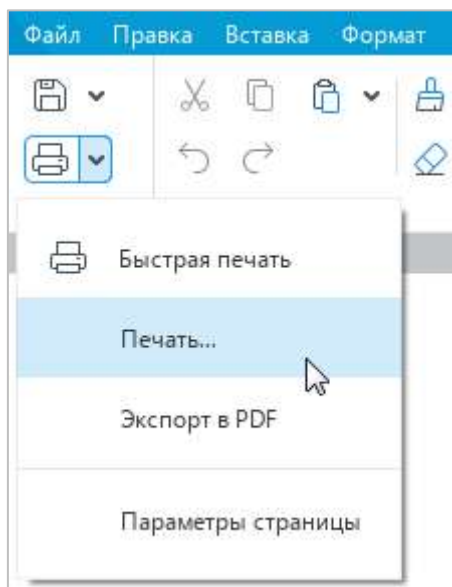 Файл Правка Вставка Формат
Быстрая печать
Печать...
Экспорт в PDF
Параметры страницы